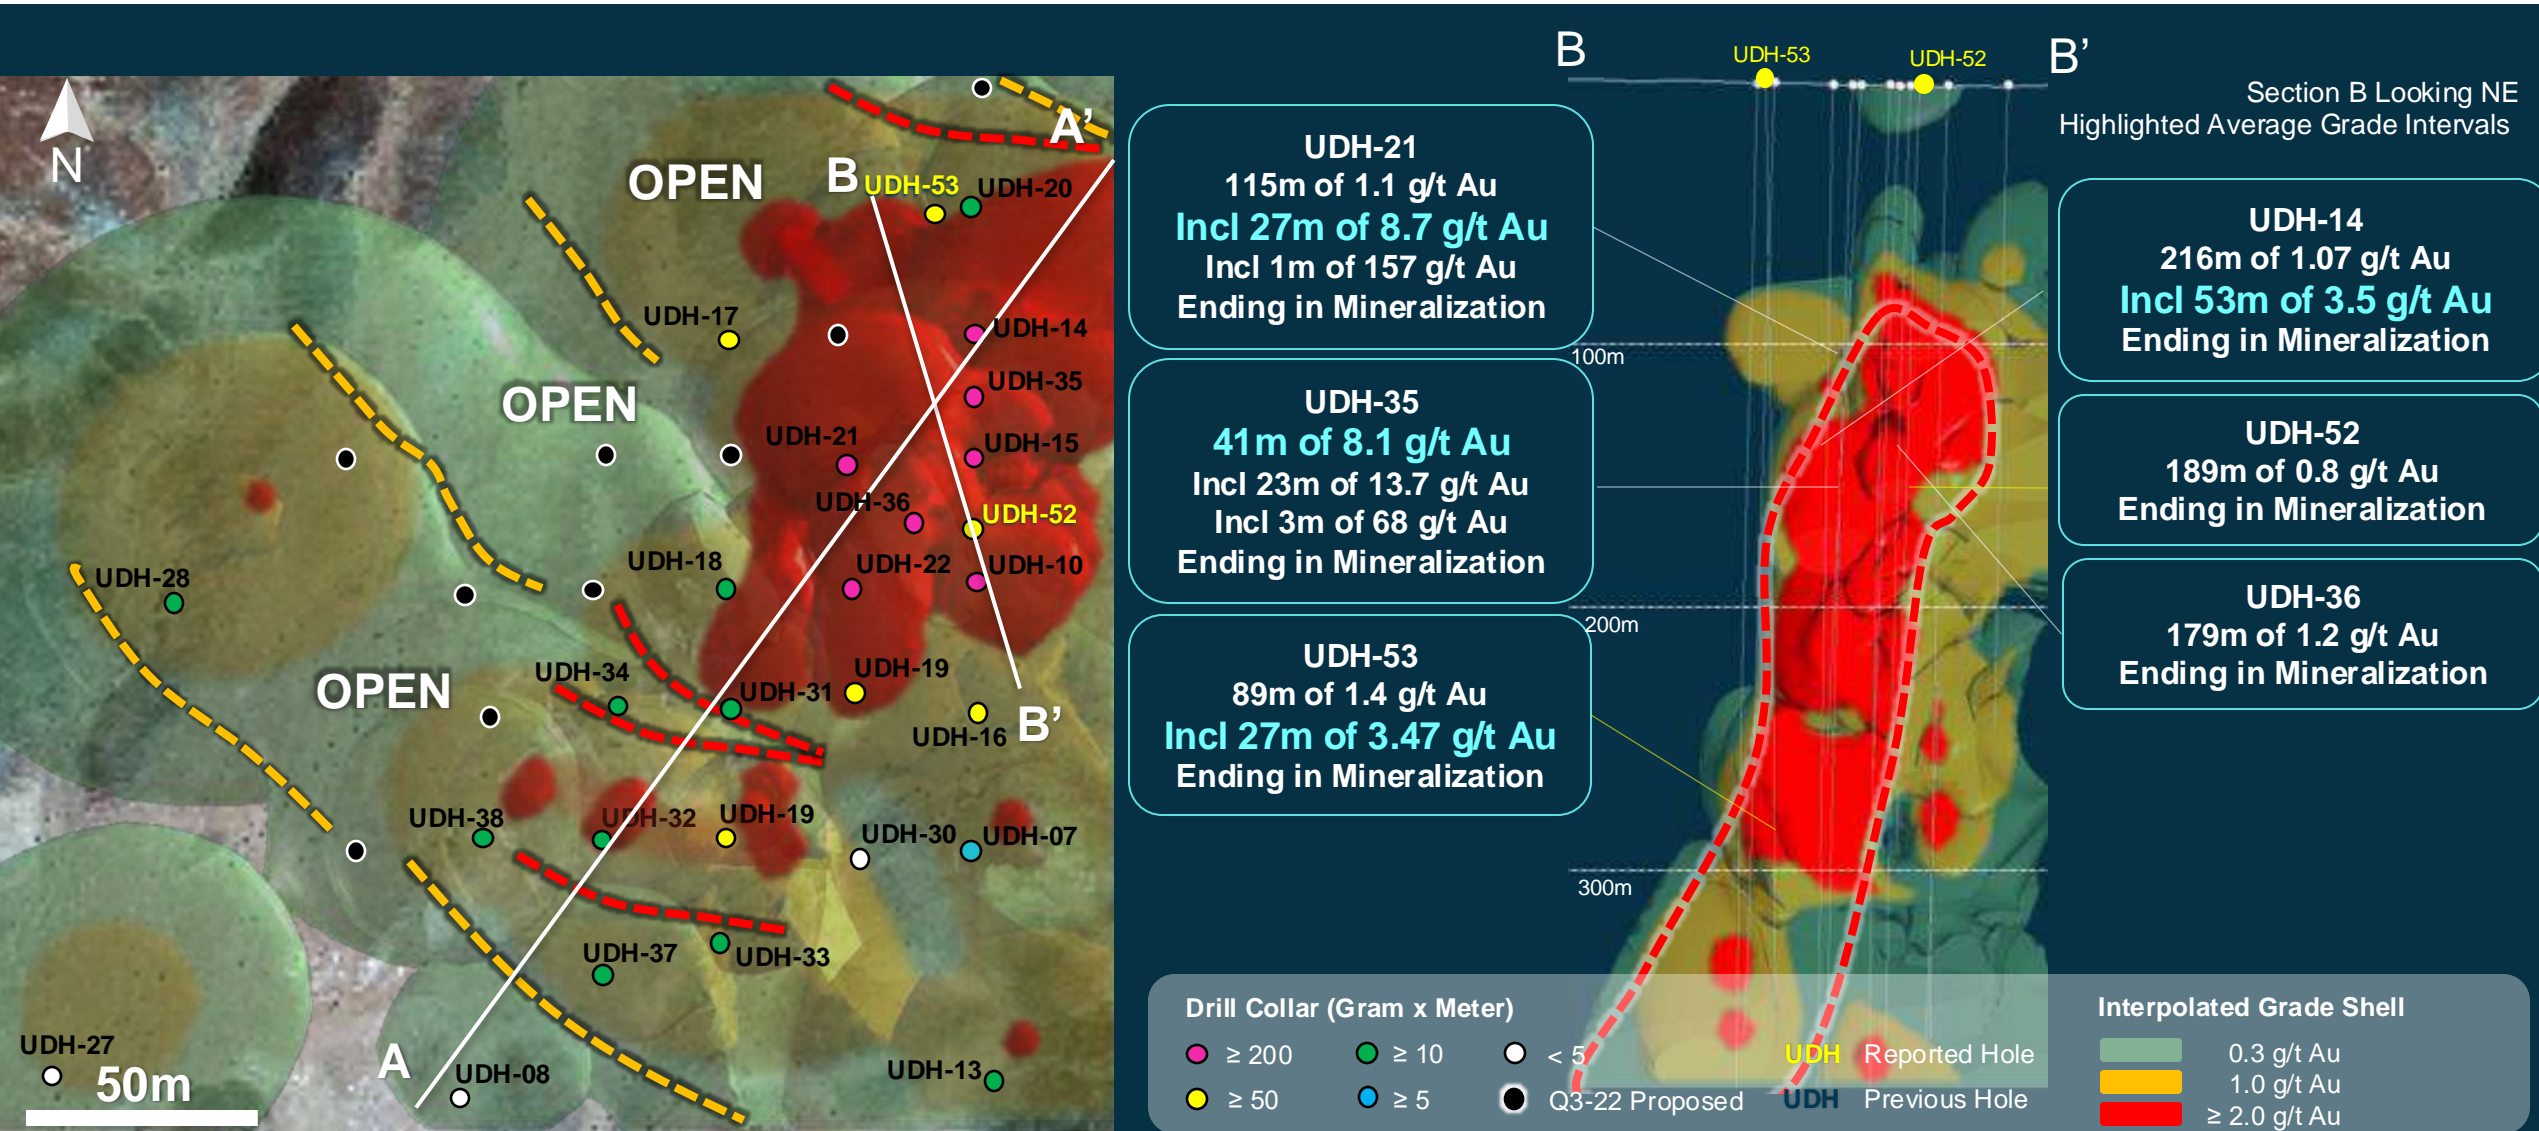 N
OPEN
A’
B
UDH-53
UDH-20
UDH-17
UDH-14
UDH-35
OPEN
UDH-21
UDH-15
UDH-36
UDH-52
UDH-18
UDH-22
UDH-10
UDH-28
OPEN
UDH-34
UDH-31
UDH-19
UDH-16
B’
UDH-38
UDH-32
UDH-19
UDH-30
UDH-07
UDH-37
UDH-33
UDH-27
50m
A
UDH-08
UDH-13
UDH-21
115m of 1.1 g/t Au
Incl 27m of 8.7 g/t Au
Incl 1m of 157 g/t Au
Ending in Mineralization
UDH-35
41m of 8.1 g/t Au
Incl 23m of 13.7 g/t Au
Incl 3m of 68 g/t Au
Ending in Mineralization
UDH-53
89m of 1.4 g/t Au
Incl 27m of 3.47 g/t Au
Ending in Mineralization
B
UDH-53
UDH-52
B’
100m
200m
300m
Section B Looking NE
Highlighted Average Grade Intervals
UDH-14
216m of 1.07 g/t Au
Incl 53m of 3.5 g/t Au
Ending in Mineralization
UDH-52
189m of 0.8 g/t Au
Ending in Mineralization
UDH-36
179m of 1.2 g/t Au
Ending in Mineralization
Drill Collar (Gram x Meter)
≥ 200
≥ 10
< 5
UDH Reported Hole
≥ 50
≥ 5
Q3-22 Proposed
UDH Previous Hole
Interpolated Grade Shell
0.3 g/t Au
1.0 g/t Au
≥ 2.0 g/t Au